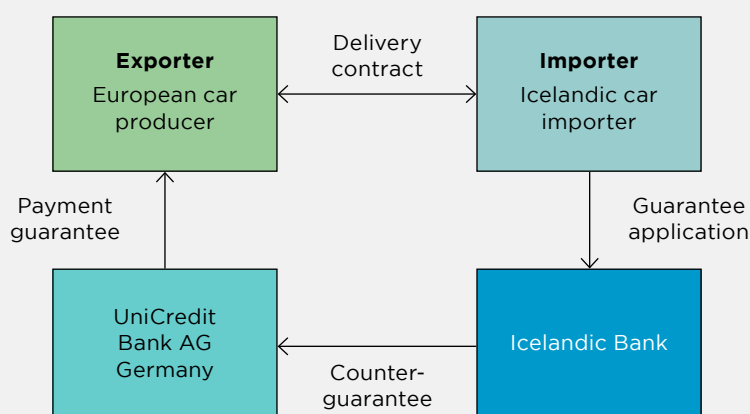 Exporter
European car
producer
Delivery
contract
Importer
Icelandic car
importer
Payment
guarantee
Guarantee
application
UniCredit
Bank AG
Germany
Counter-
guarantee
Icelandic Bank